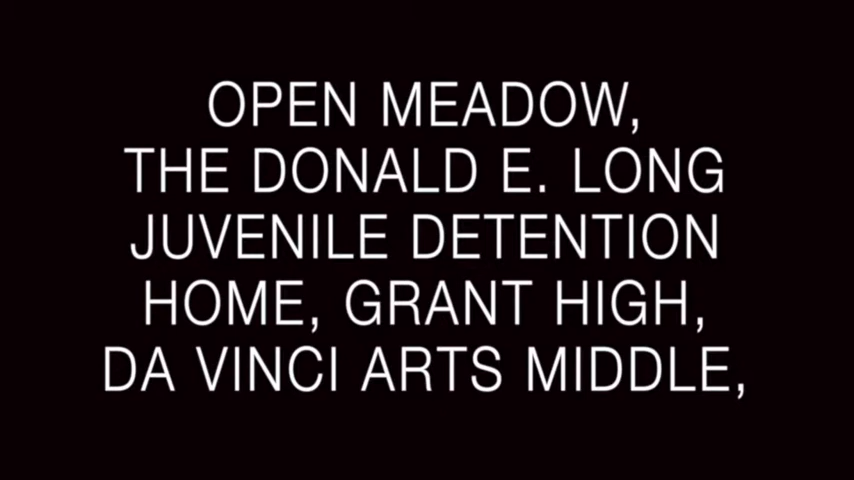 OPEN MEADOW,
THE DONALD E. LONG
JUVENILE DETENTION
HOME, GRANT HIGH,
DA VINCI ARTS MIDDLE,